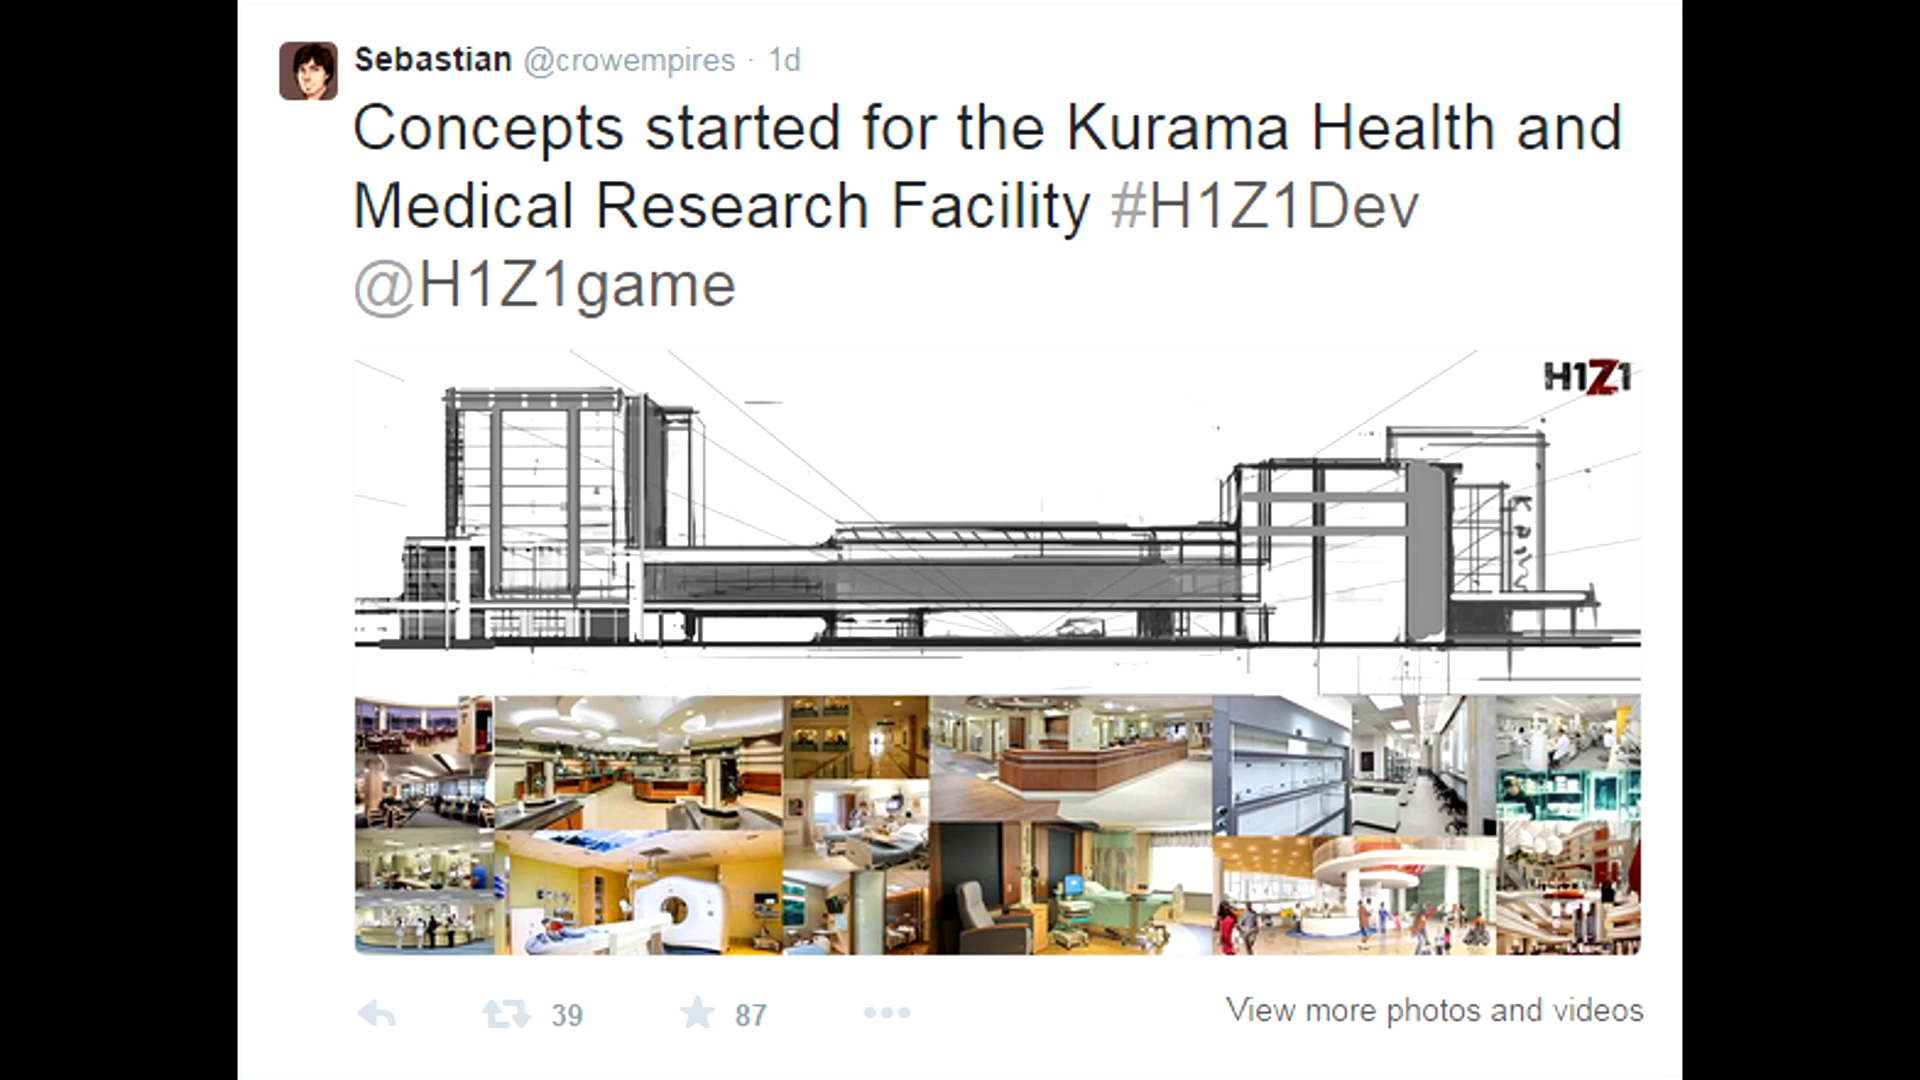 Sebastian @crowempires · 1d
Concepts started for the Kurama Health and
Medical Research Facility #H1Z1Dev
@H1Z1game
H1Z1
39 87 View more photos and videos